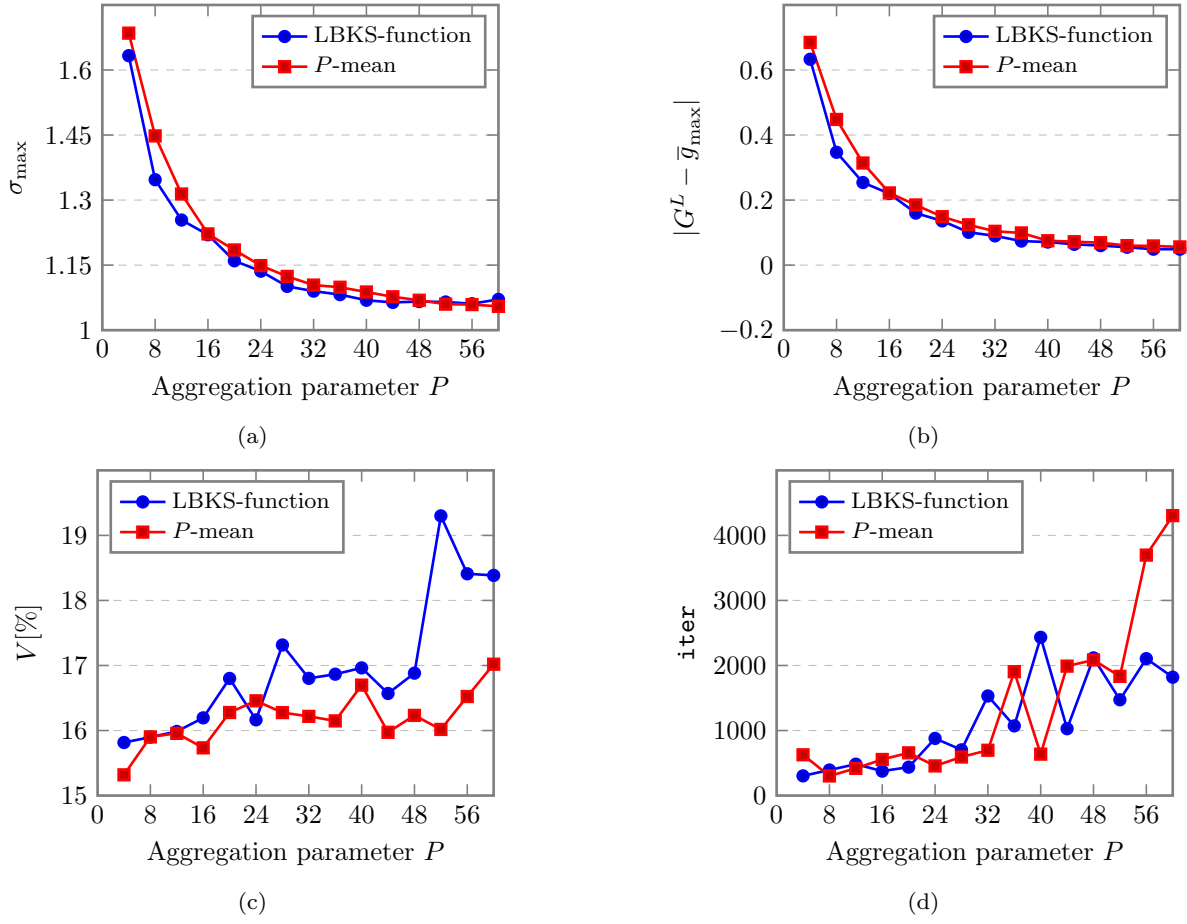 LBKS-function
P-mean
1.6
1.45
1.3
1.15
1
σmax
0 8 16 24 32 40 48 56
Aggregation parameter P
(a)
LBKS-function
P-mean
0.6
0.4
0.2
0
−0.2
|G^L − g̅max|
0 8 16 24 32 40 48 56
Aggregation parameter P
(b)
LBKS-function
P-mean
19
18
17
16
15
V[%]
0 8 16 24 32 40 48 56
Aggregation parameter P
(c)
LBKS-function
P-mean
4000
3000
2000
1000
0
iter
0 8 16 24 32 40 48 56
Aggregation parameter P
(d)